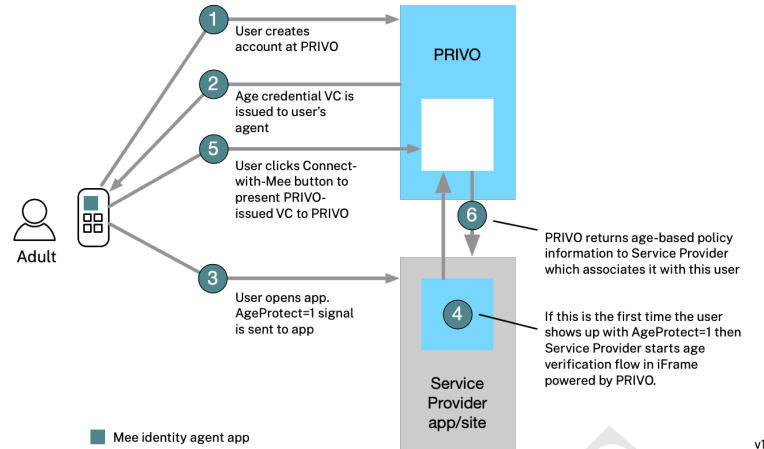 1
User creates
account at PRIVO
PRIVO
2
Age credential VC is
issued to user's
agent
5
User clicks Connect-
with-Mee button to
present PRIVO-
issued VC to PRIVO
6
PRIVO returns age-based policy
information to Service Provider
which associates it with this user
Adult
3
User opens app.
AgeProtect=1 signal
is sent to app
4
If this is the first time the user
shows up with AgeProtect=1 then
Service Provider starts age
verification flow in iFrame
powered by PRIVO.
Service
Provider
app/site
Mee identity agent app
v1